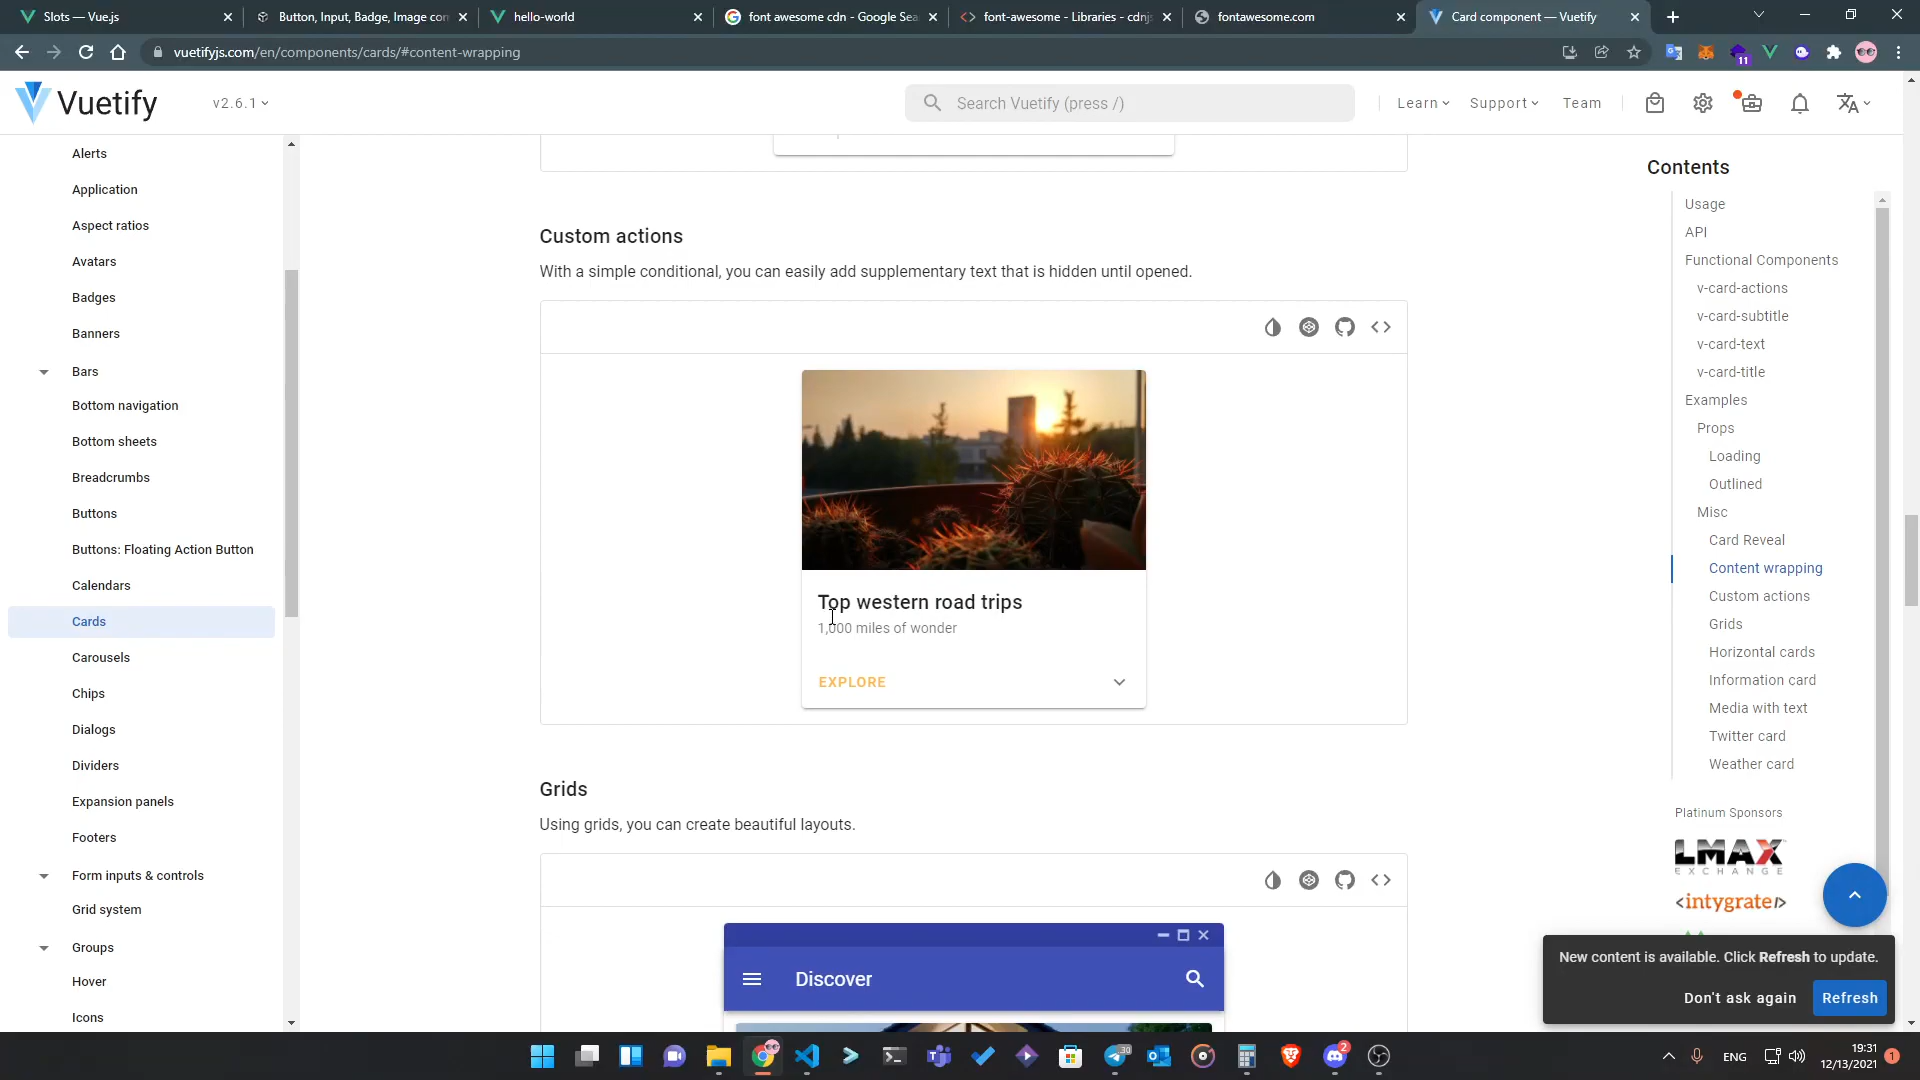 Slots — Vue.js
Button, Input, Badge, Image con
hello-world
font awesome cdn - Google Sea
font-awesome - Libraries - cdnjs
fontawesome.com
Card component — Vuetify
vuetifyjs.com/en/components/cards/#content-wrapping
11
Vuetify
v2.6.1
Search Vuetify (press /)
Learn
Support
Team
Alerts
Application
Aspect ratios
Avatars
Badges
Banners
Bars
Bottom navigation
Bottom sheets
Breadcrumbs
Buttons
Buttons: Floating Action Button
Calendars
Cards
Carousels
Chips
Dialogs
Dividers
Expansion panels
Footers
Form inputs & controls
Grid system
Groups
Hover
Icons
Custom actions
With a simple conditional, you can easily add supplementary text that is hidden until opened.
Top western road trips
1,000 miles of wonder
EXPLORE
Grids
Using grids, you can create beautiful layouts.
Discover
Contents
Usage
API
Functional Components
v-card-actions
v-card-subtitle
v-card-text
v-card-title
Examples
Props
Loading
Outlined
Misc
Card Reveal
Content wrapping
Custom actions
Grids
Horizontal cards
Information card
Media with text
Twitter card
Weather card
Platinum Sponsors
LMAX
EXCHANGE
<intygrate/>
New content is available. Click Refresh to update.
Don't ask again
Refresh
30
2
ENG
19:31
12/13/2021
1